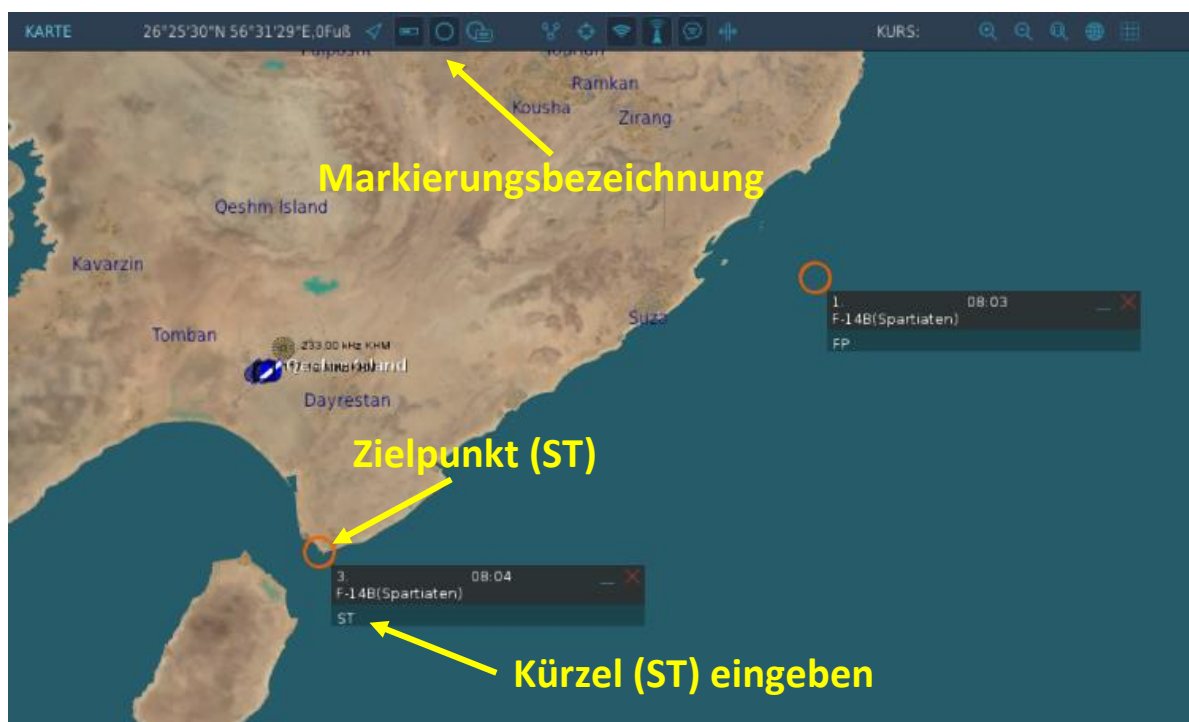 KARTE 26°25'30"N 56°31'29"E,0Fuß KURS:
Ramkan
Kousha
Zirang
Markierungsbezeichnung
Qeshm Island
Kavarzin
1. 08:03
F-14B(Spartiaten)
FP
Suza
Tomban
233.00 kHz KHM
Dayrestan
Zielpunkt (ST)
3. 08:04
F-14B(Spartiaten)
ST
Kürzel (ST) eingeben